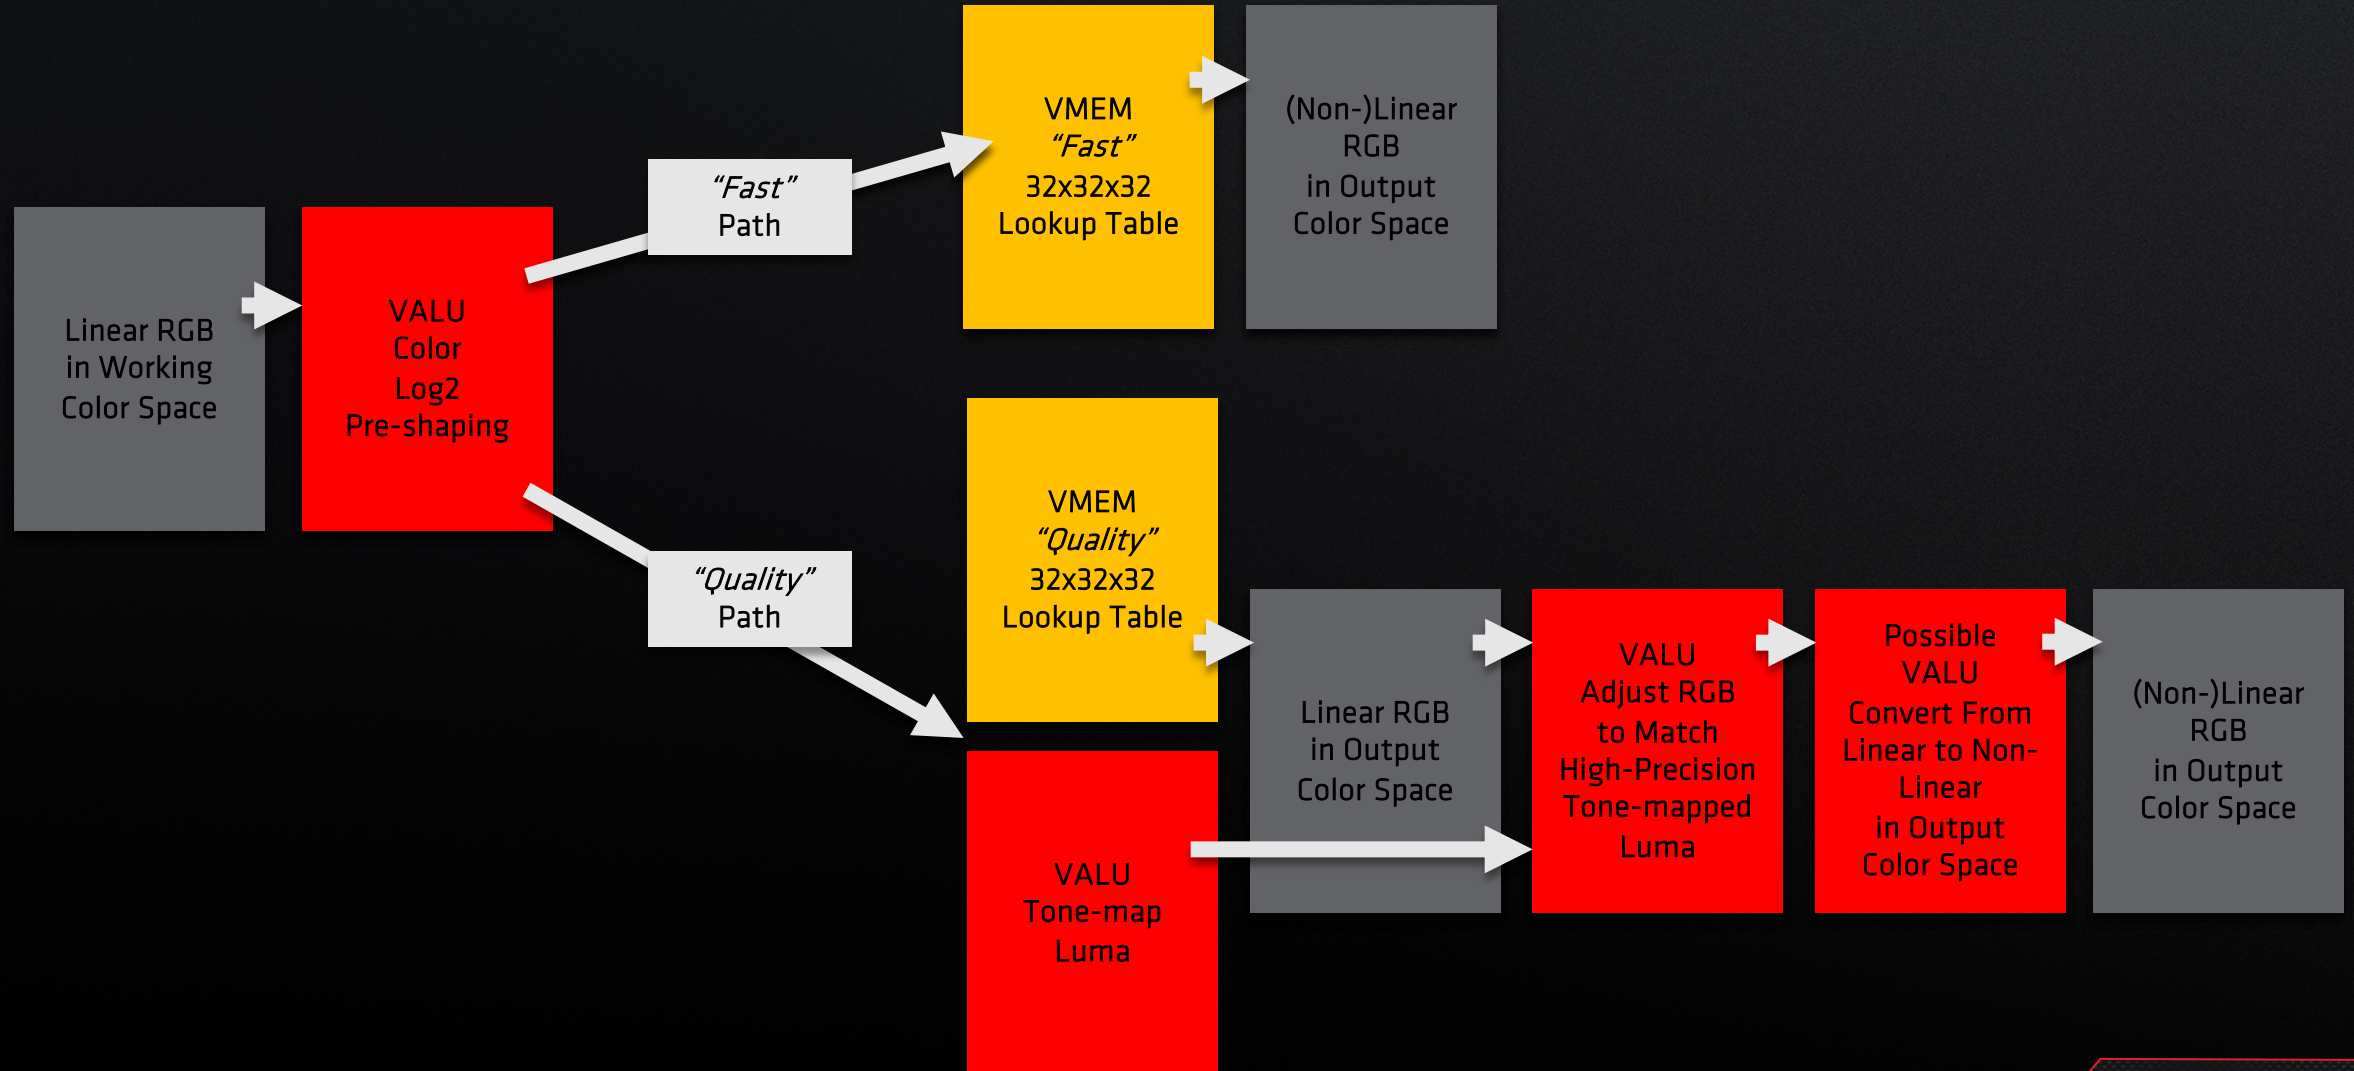 Linear RGB
in Working
Color Space
VALU
Color
Log2
Pre-shaping
“Fast”
Path
VMEM
“Fast”
32x32x32
Lookup Table
(Non-)Linear
RGB
in Output
Color Space
“Quality”
Path
VMEM
“Quality”
32x32x32
Lookup Table
VALU
Tone-map
Luma
Linear RGB
in Output
Color Space
VALU
Adjust RGB
to Match
High-Precision
Tone-mapped
Luma
Possible
VALU
Convert From
Linear to Non-
Linear
in Output
Color Space
(Non-)Linear
RGB
in Output
Color Space